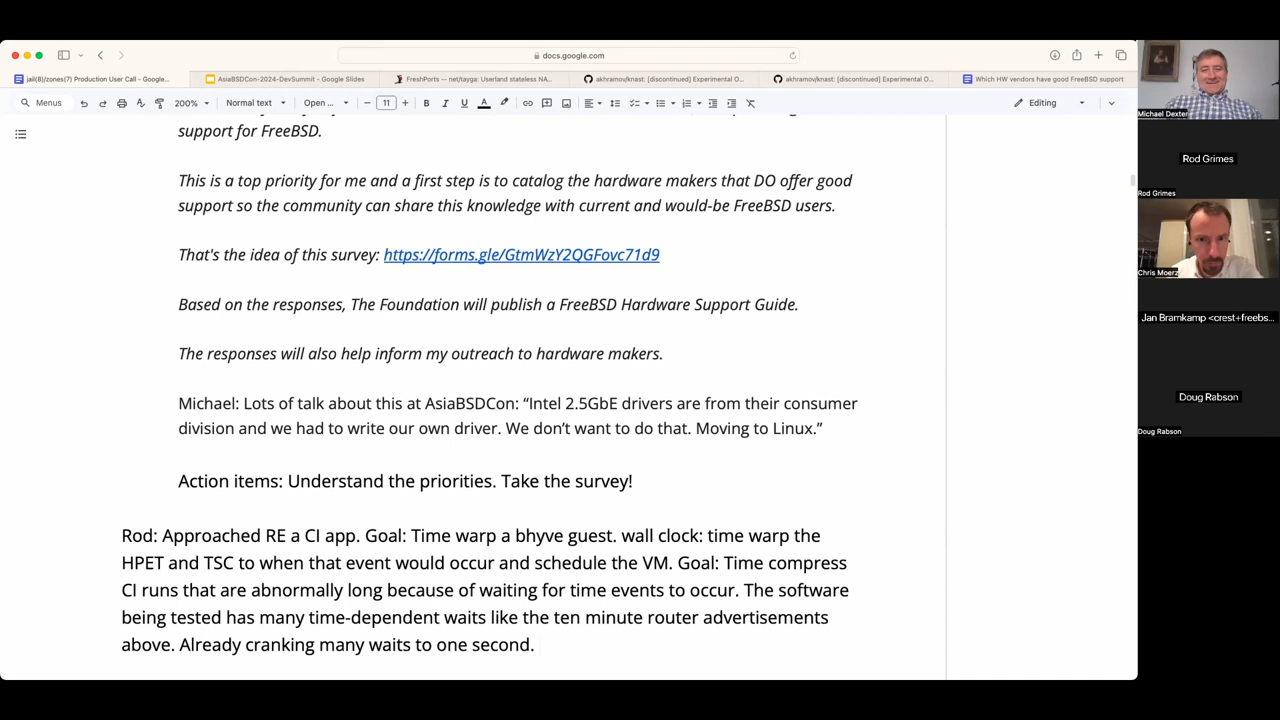 docs.google.com
jail(8)/zones(7) Production User Call - Google...
AsiaBSDCon-2024-DevSummit - Google Slides
FreshPorts -- net/tayga: Userland stateless NA...
akhramov/knast: [discontinued] Experimental O...
akhramov/knast: [discontinued] Experimental O...
Which HW vendors have good FreeBSD support
Menus
200%
Normal text
Open ...
11
B I U A
Editing
support for FreeBSD.
This is a top priority for me and a first step is to catalog the hardware makers that DO offer good
support so the community can share this knowledge with current and would-be FreeBSD users.
That's the idea of this survey: https://forms.gle/GtmWzY2QGFovc71d9
Based on the responses, The Foundation will publish a FreeBSD Hardware Support Guide.
The responses will also help inform my outreach to hardware makers.
Michael: Lots of talk about this at AsiaBSDCon: “Intel 2.5GbE drivers are from their consumer
division and we had to write our own driver. We don’t want to do that. Moving to Linux.”
Action items: Understand the priorities. Take the survey!
Rod: Approached RE a CI app. Goal: Time warp a bhyve guest. wall clock: time warp the
HPET and TSC to when that event would occur and schedule the VM. Goal: Time compress
CI runs that are abnormally long because of waiting for time events to occur. The software
being tested has many time-dependent waits like the ten minute router advertisements
above. Already cranking many waits to one second.
Michael Dexter
Rod Grimes
Rod Grimes
Chris Moerz
Jan Bramkamp <crest+freebs...
Doug Rabson
Doug Rabson